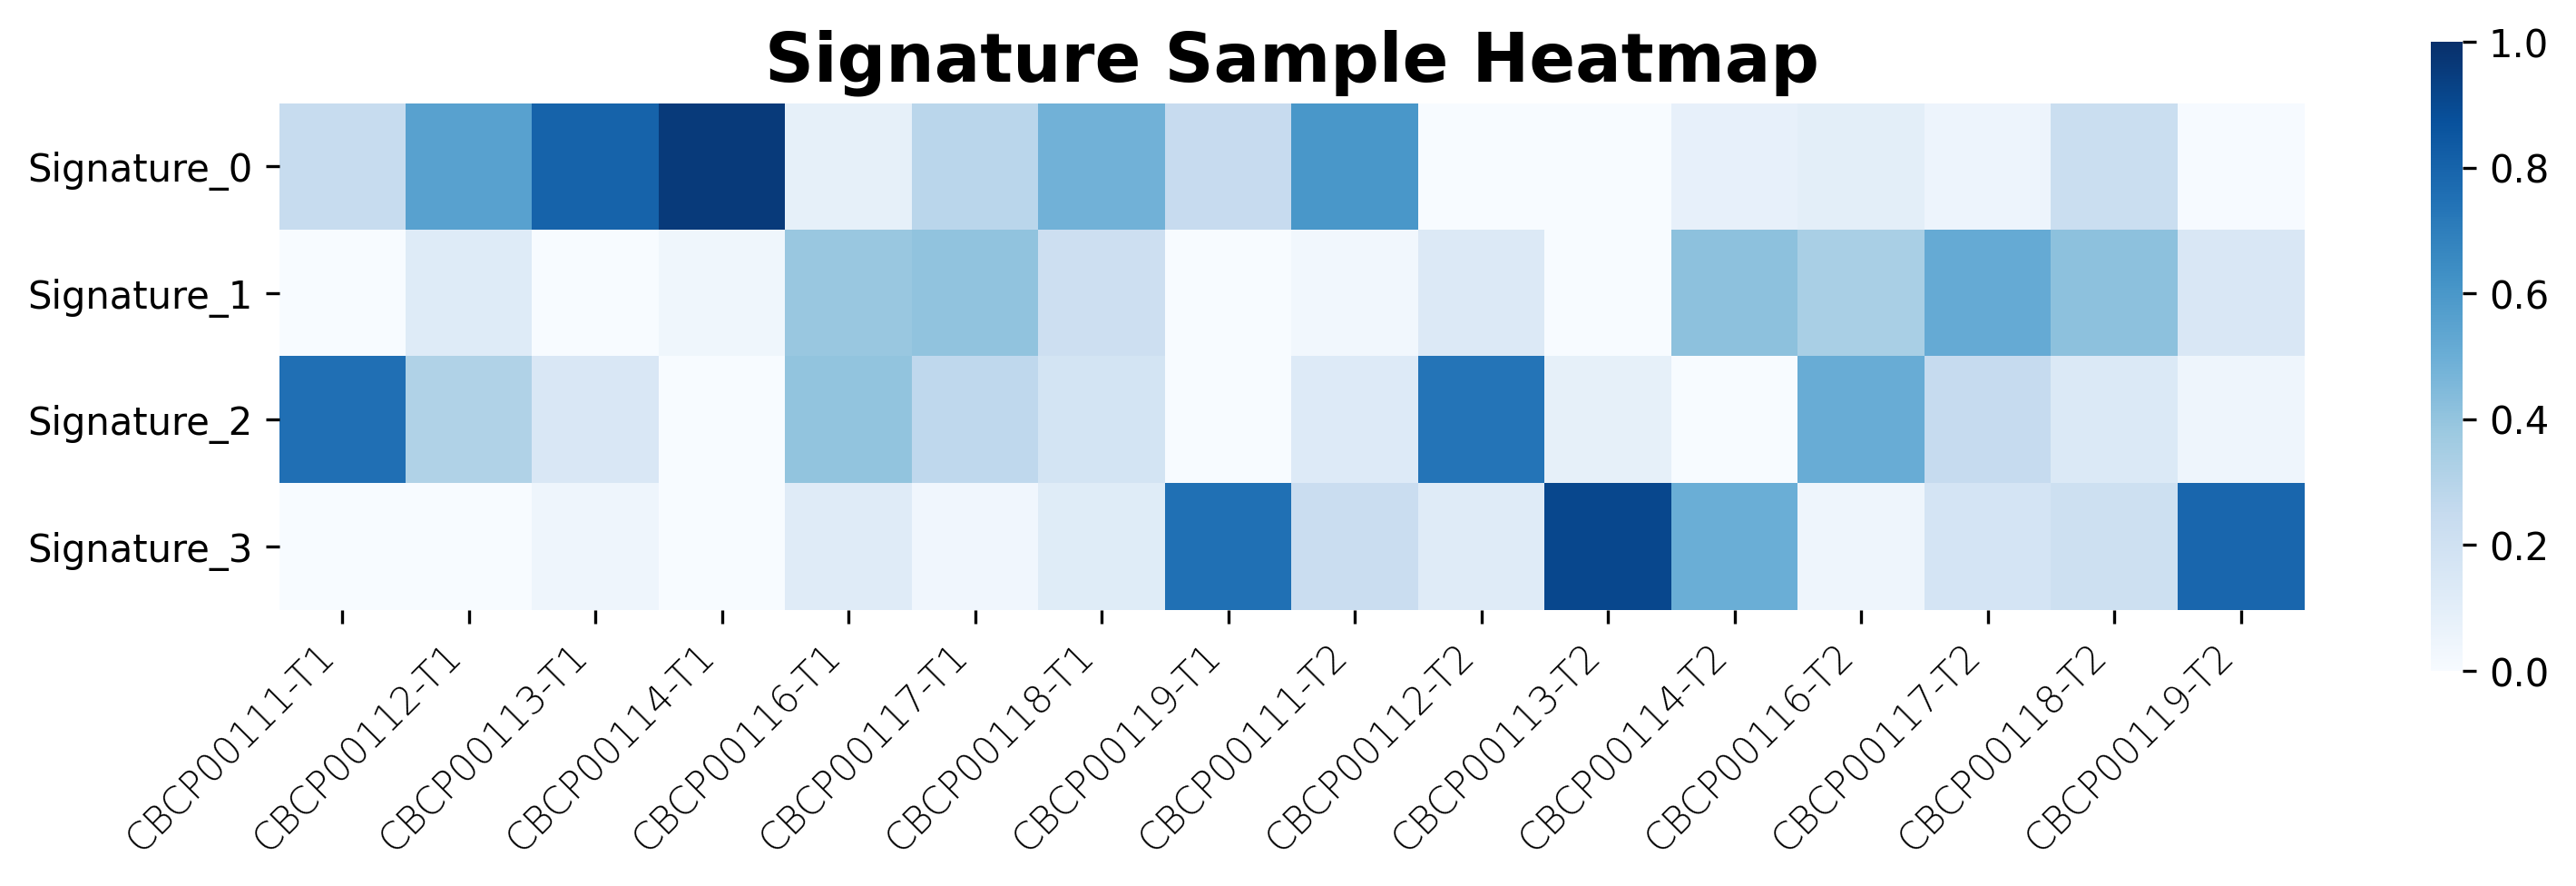 Signature Sample Heatmap
Signature_0
Signature_1
Signature_2
Signature_3
CBCP00111-T1
CBCP00112-T1
CBCP00113-T1
CBCP00114-T1
CBCP00116-T1
CBCP00117-T1
CBCP00118-T1
CBCP00119-T1
CBCP00111-T2
CBCP00112-T2
CBCP00113-T2
CBCP00114-T2
CBCP00116-T2
CBCP00117-T2
CBCP00118-T2
CBCP00119-T2
1.0
0.8
0.6
0.4
0.2
0.0